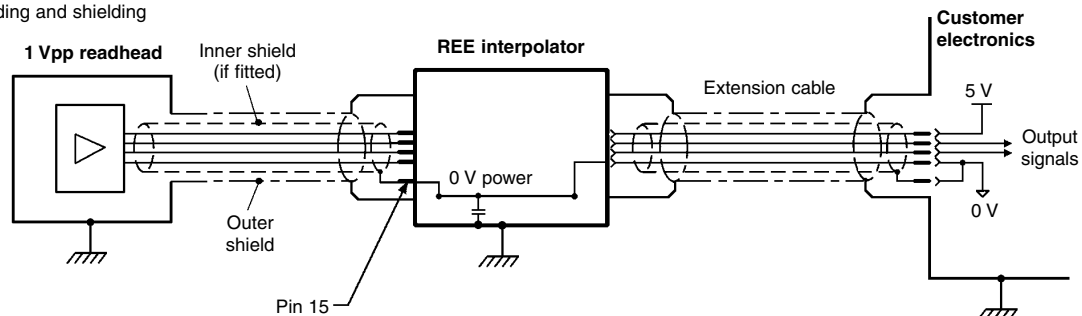 1 Vpp readhead
Inner shield
(if fitted)
REE interpolator
Customer
electronics
Extension cable
5 V
Output
signals
0 V power
0 V
Outer
shield
Pin 15
and shielding